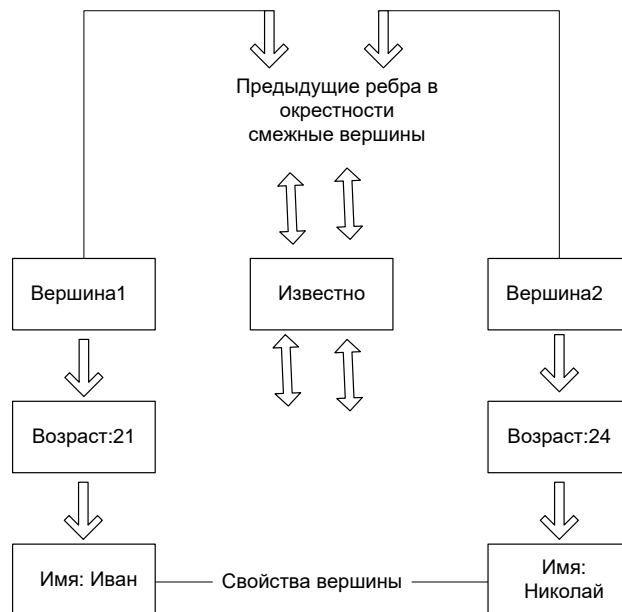 Предыдущие ребра в
окрестности
смежные вершины
Вершина1
Известно
Вершина2
Возраст:21
Возраст:24
Имя: Иван
Свойства вершины
Имя:
Николай